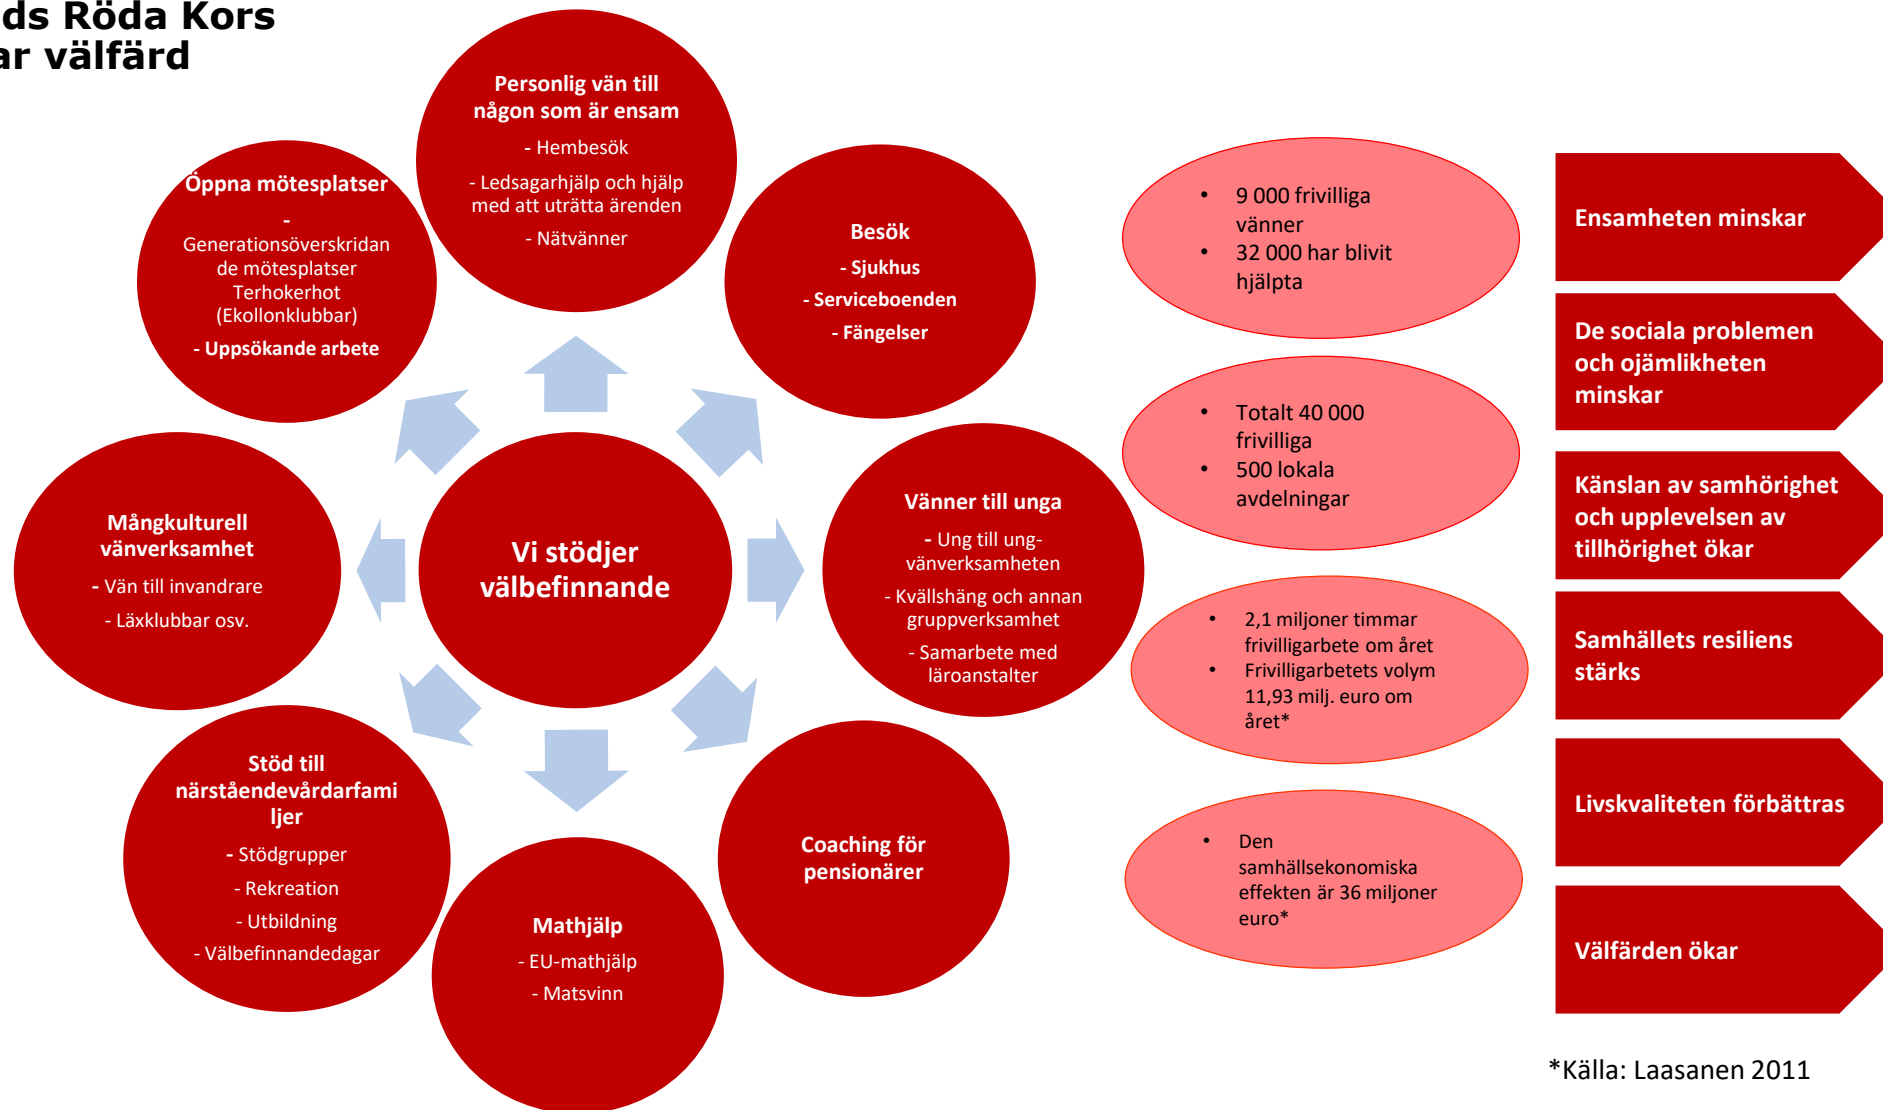 ds Röda Kors
ar välfärd
Personlig vän till
någon som är ensam
- Hembesök
- Ledsagarhjälp och hjälp
med att uträtta ärenden
- Nätvänner
Öppna mötesplatser
-
Generationsöverskridan
de mötesplatser
Terhokerhot
(Ekollonklubbar)
- Uppsökande arbete
Besök
- Sjukhus
- Serviceboenden
- Fängelser
Mångkulturell
vänverksamhet
- Vän till invandrare
- Läxklubbar osv.
Vi stödjer
välbefinnande
Vänner till unga
- Ung till ung-
vänverksamheten
- Kvällshäng och annan
gruppverksamhet
- Samarbete med
läroanstalter
Stöd till
närståendevårdarfami
ljer
- Stödgrupper
- Rekreation
- Utbildning
- Välbefinnandedagar
Mathjälp
- EU-mathjälp
- Matsvinn
Coaching för
pensionärer
• 9 000 frivilliga
vänner
• 32 000 har blivit
hjälpta
• Totalt 40 000
frivilliga
• 500 lokala
avdelningar
• 2,1 miljoner timmar
frivilligarbete om året
• Frivilligarbetets volym
11,93 milj. euro om
året*
• Den
samhällsekonomiska
effekten är 36 miljoner
euro*
Ensamheten minskar
De sociala problemen
och ojämlikheten
minskar
Känslan av samhörighet
och upplevelsen av
tillhörighet ökar
Samhällets resiliens
stärks
Livskvaliteten förbättras
Välfärden ökar
*Källa: Laasanen 2011